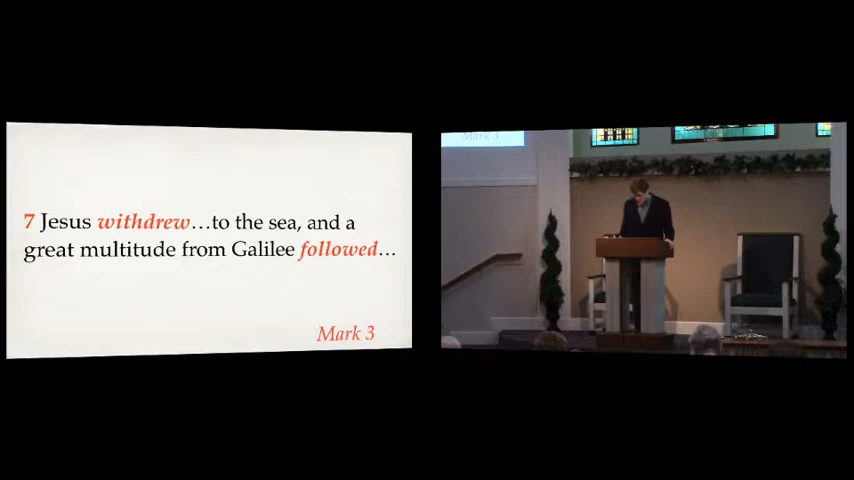 7 Jesus withdrew...to the sea, and a
great multitude from Galilee followed...
Mark 3
Mark 3